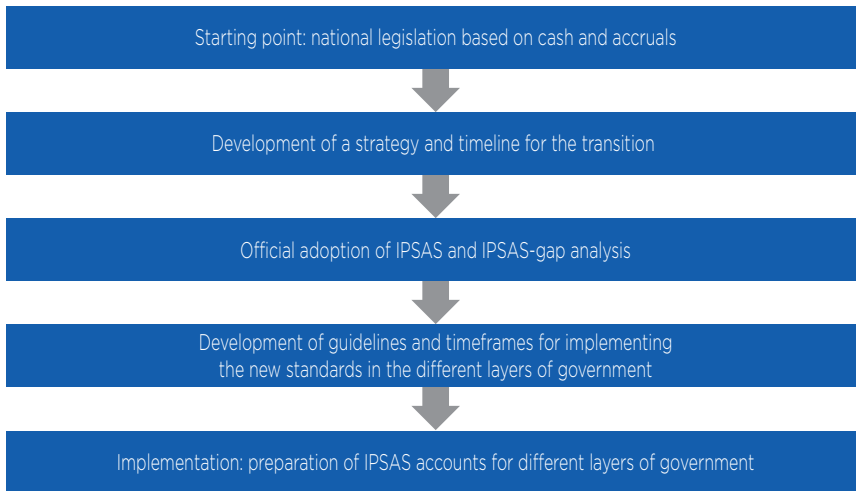 Starting point: national legislation based on cash and accruals
Development of a strategy and timeline for the transition
Official adoption of IPSAS and IPSAS-gap analysis
Development of guidelines and timeframes for implementing
the new standards in the different layers of government
Implementation: preparation of IPSAS accounts for different layers of government